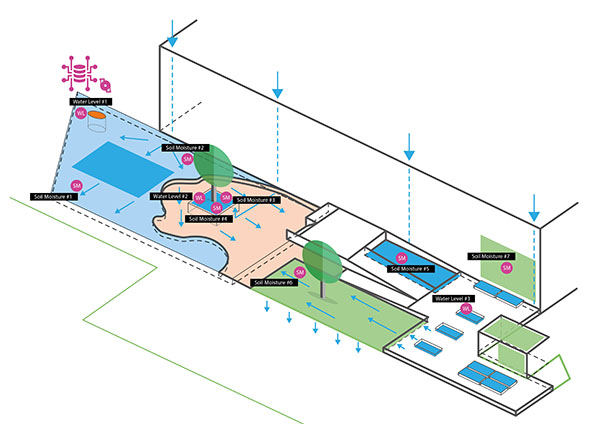 Water Level #1
WL
Soil Moisture #2
SM
SM
Soil Moisture #1
Water Level #2
WL
SM
Soil Moisture #3
SM
Soil Moisture #4
SM
Soil Moisture #5
Soil Moisture #7
SM
SM
Soil Moisture #6
Water Level #3
WL